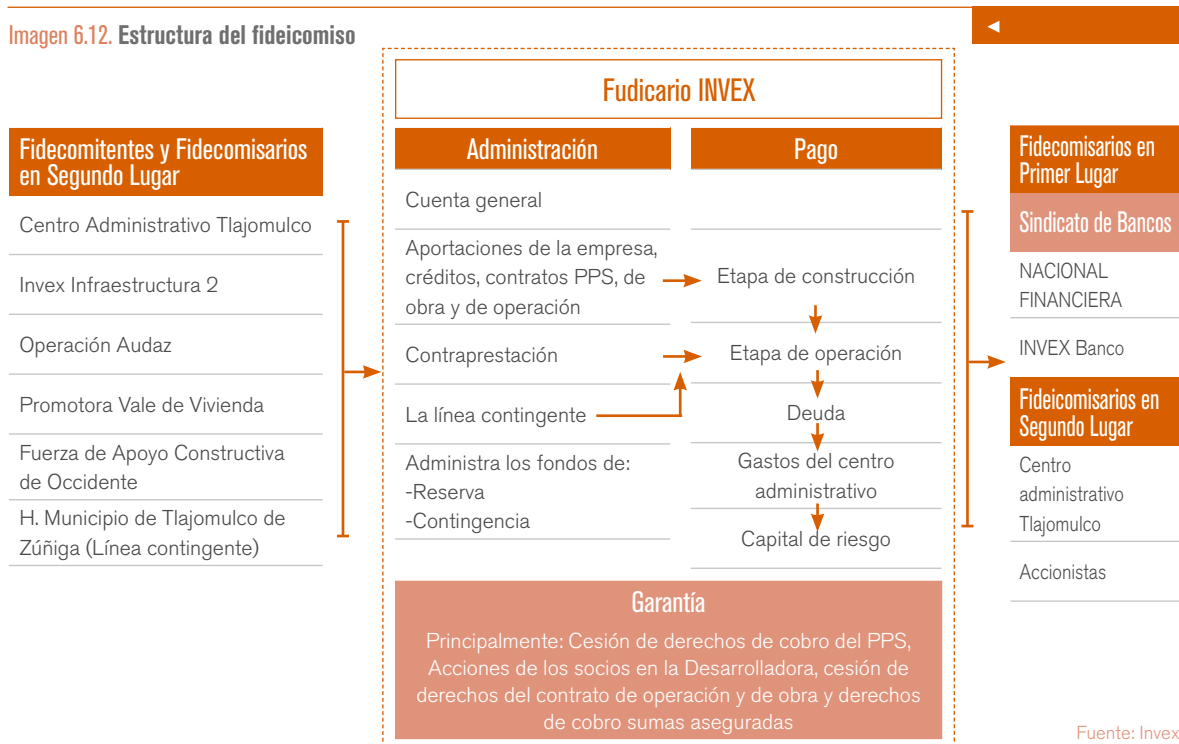 Imagen 6.12. Estructura del fideicomiso
◄
Fidecomitentes y Fidecomisarios
en Segundo Lugar
Centro Administrativo Tlajomulco
Invex Infraestructura 2
Operación Audaz
Promotora Vale de Vivienda
Fuerza de Apoyo Constructiva
de Occidente
H. Municipio de Tlajomulco de
Zúñiga (Línea contingente)
Fudicario INVEX
Administración
Cuenta general
Aportaciones de la empresa,
créditos, contratos PPS, de
obra y de operación
Contraprestación
La línea contingente
Administra los fondos de:
-Reserva
-Contingencia
Pago
Etapa de construcción
Etapa de operación
Deuda
Gastos del centro
administrativo
Capital de riesgo
Garantía
Principalmente: Cesión de derechos de cobro del PPS,
Acciones de los socios en la Desarrolladora, cesión de
derechos del contrato de operación y de obra y derechos
de cobro sumas aseguradas
Fidecomisarios en
Primer Lugar
Sindicato de Bancos
NACIONAL
FINANCIERA
INVEX Banco
Fideicomisarios en
Segundo Lugar
Centro
administrativo
Tlajomulco
Accionistas
Fuente: Invex